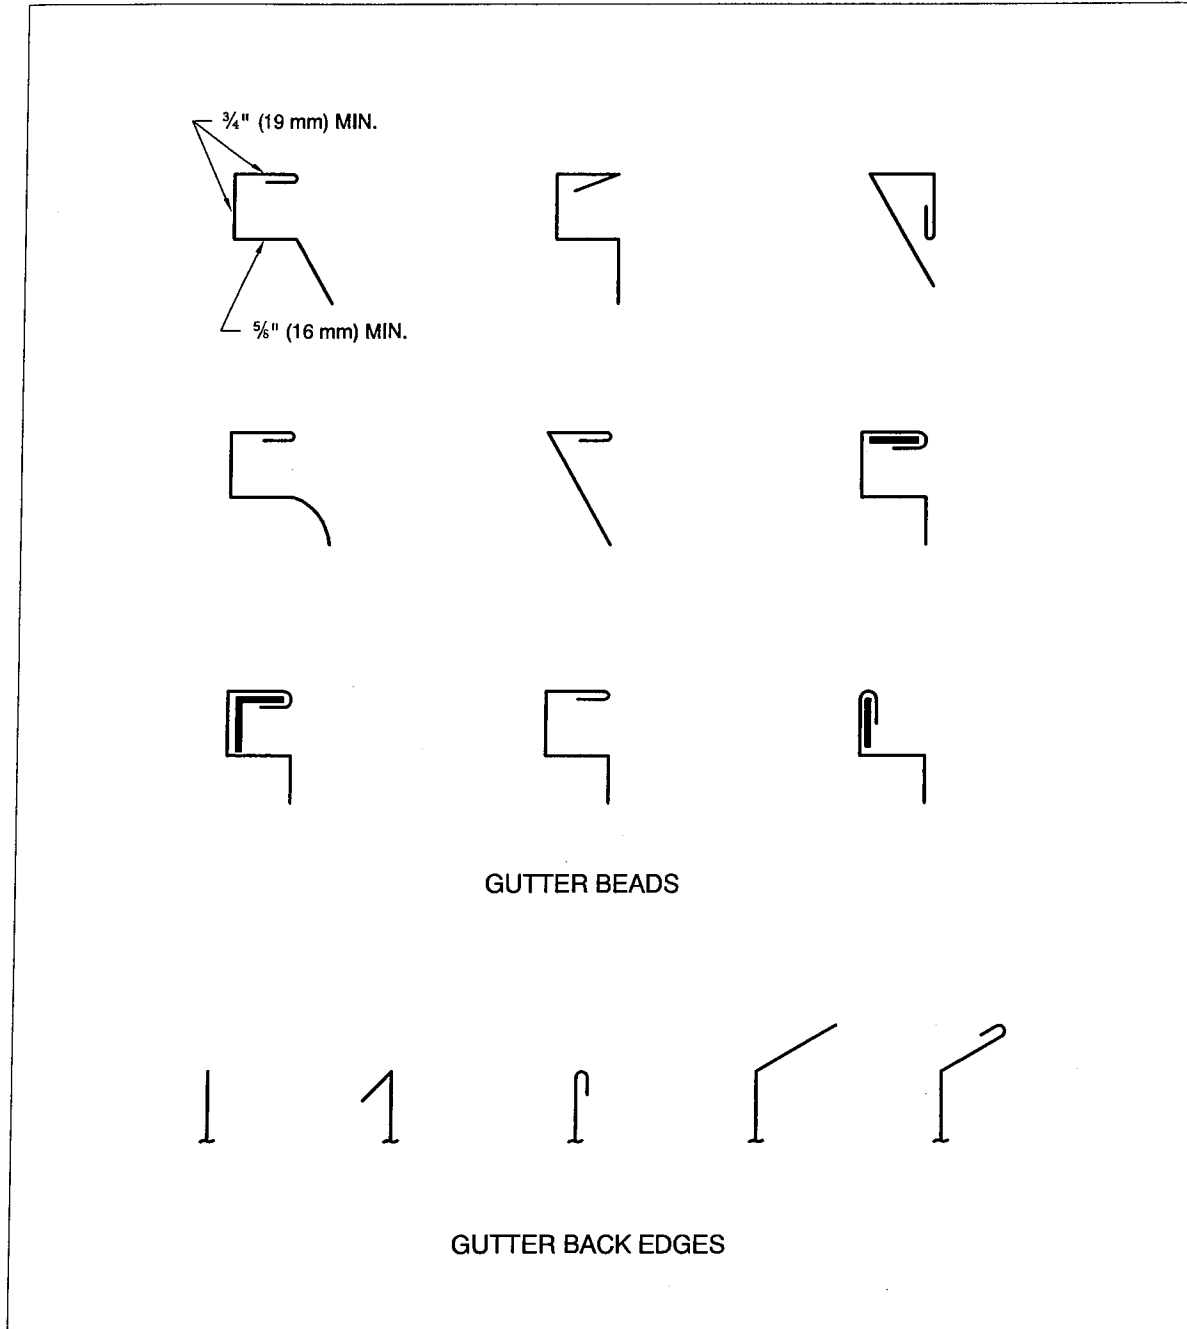 ¾" (19 mm) MIN.
⅝" (16 mm) MIN.
GUTTER BEADS
GUTTER BACK EDGES